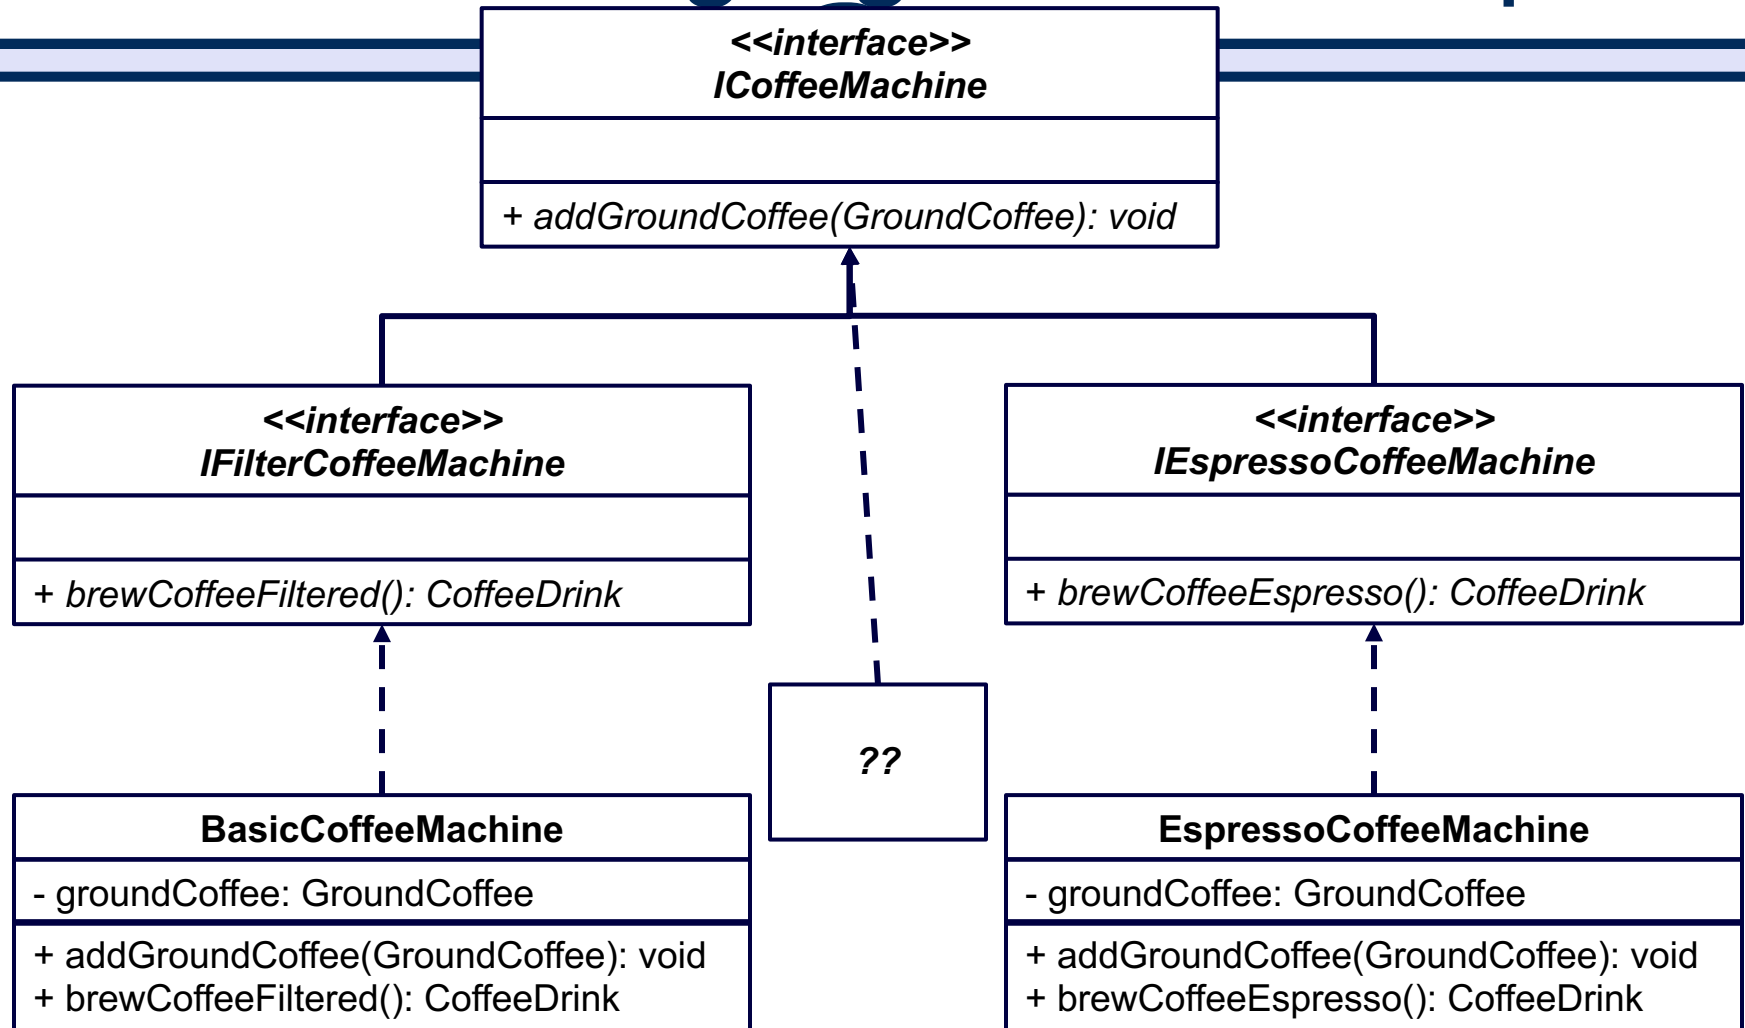 <<interface>>
ICoffeeMachine
+ addGroundCoffee(GroundCoffee): void
<<interface>>
IFilterCoffeeMachine
+ brewCoffeeFiltered(): CoffeeDrink
<<interface>>
IEspressoCoffeeMachine
+ brewCoffeeEspresso(): CoffeeDrink
??
BasicCoffeeMachine
- groundCoffee: GroundCoffee
+ addGroundCoffee(GroundCoffee): void
+ brewCoffeeFiltered(): CoffeeDrink
EspressoCoffeeMachine
- groundCoffee: GroundCoffee
+ addGroundCoffee(GroundCoffee): void
+ brewCoffeeEspresso(): CoffeeDrink